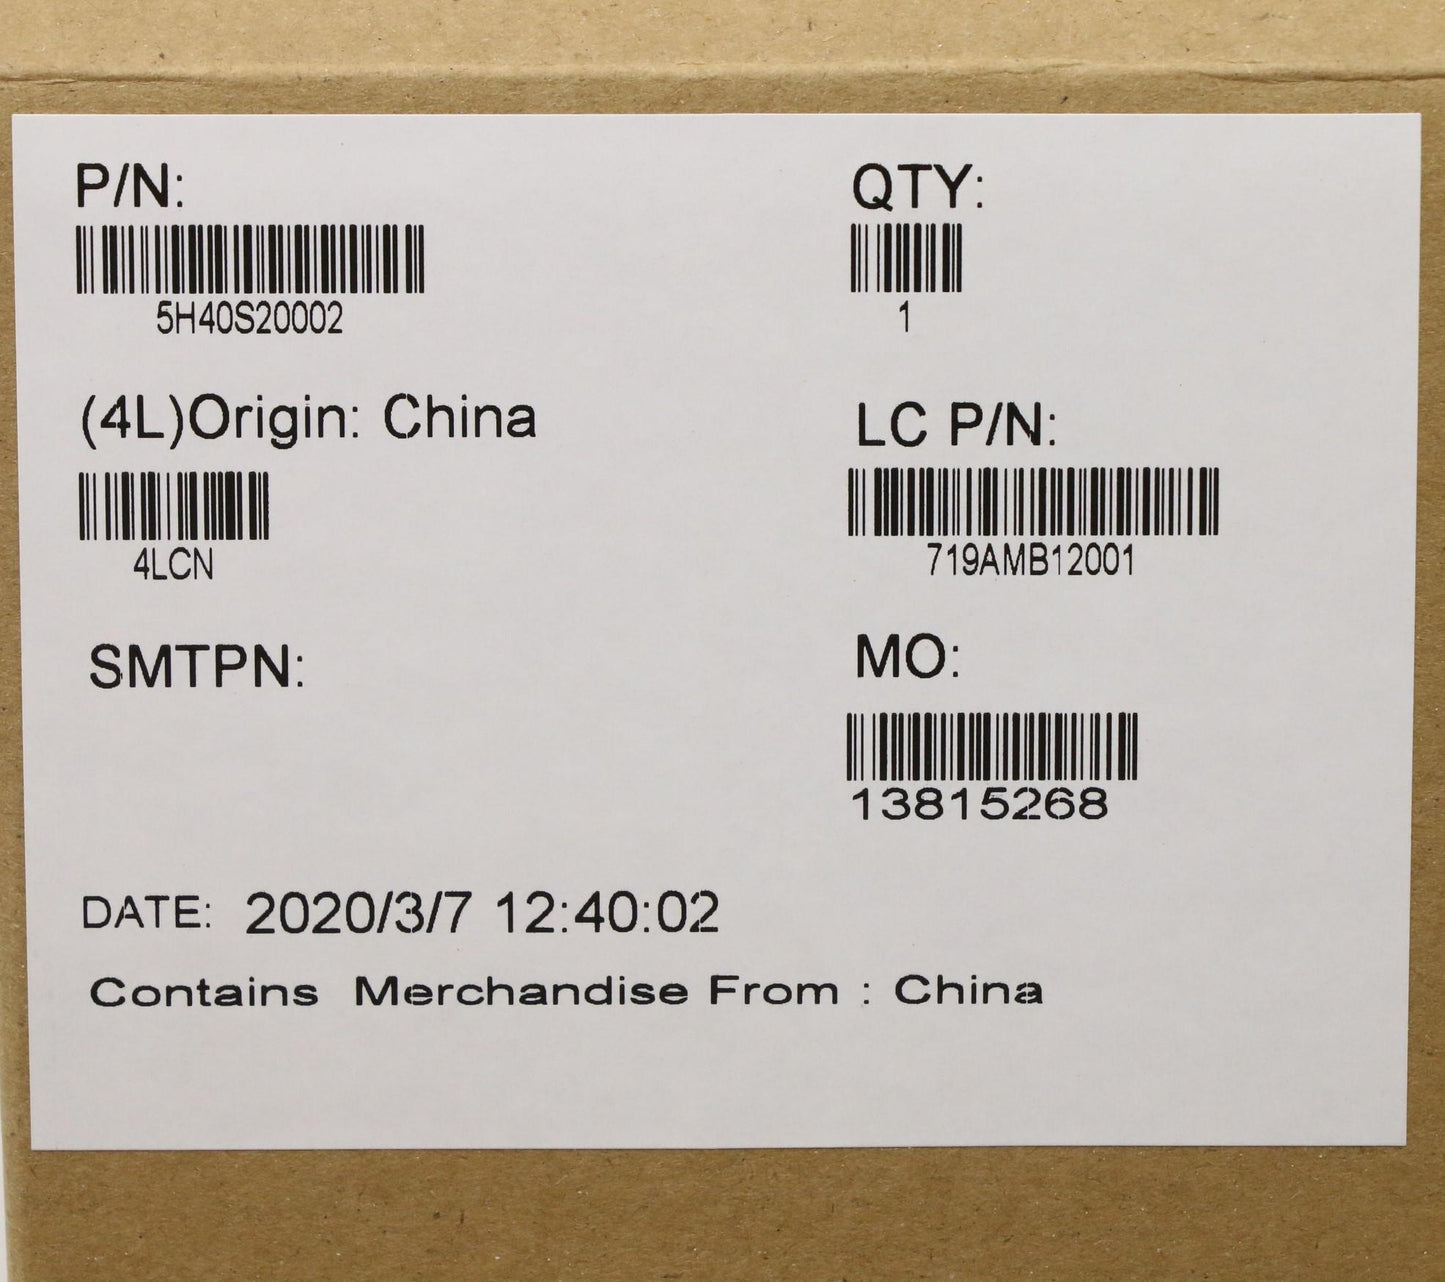 P/N:
QTY:
5H40S20002
1
(4L)Origin: China
LC P/N:
4LCN
719AMB12001
SMTPN:
MO:
13815268
DATE: 2020/3/7 12:40:02
Contains Merchandise From : China